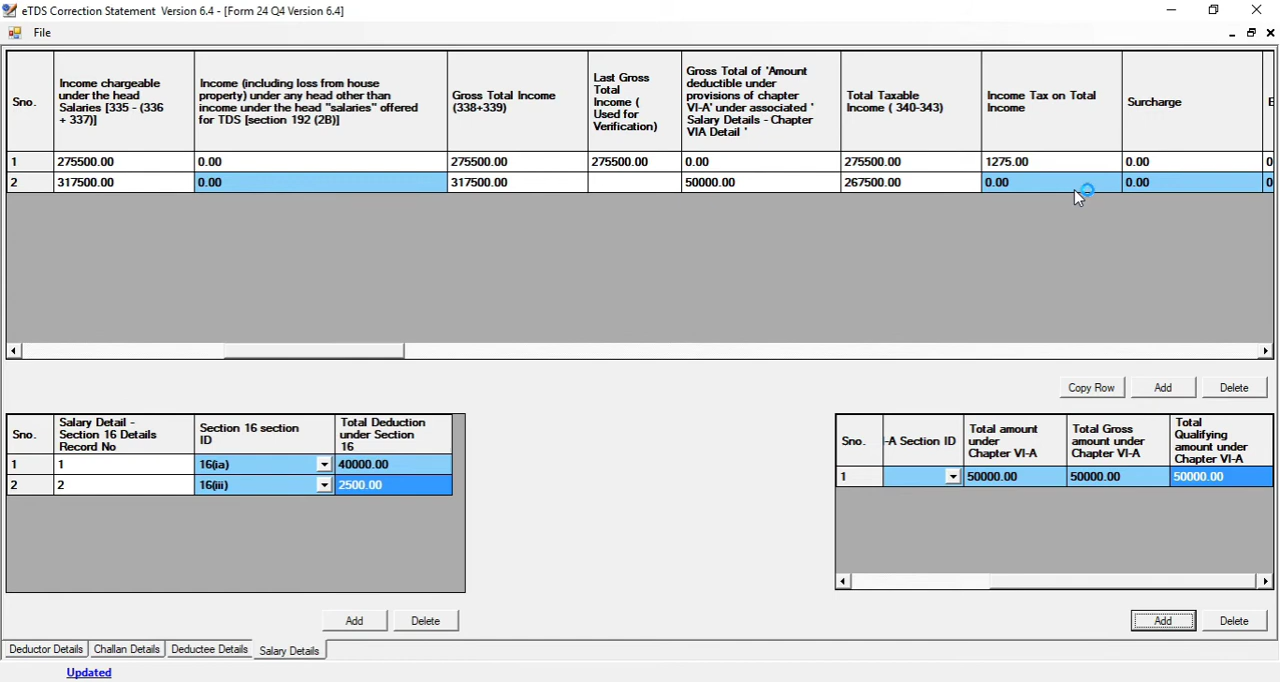 eTDS Correction Statement Version 6.4 - [Form 24 Q4 Version 6.4]
File
Sno.
Income chargeable
under the head
Salaries [335 - (336
+ 337)]
Income (including loss from house
property) under any head other than
income under the head "salaries" offered
for TDS [section 192 (2B)]
Gross Total Income
(338+339)
Last Gross
Total
Income (
Used for
Verification)
Gross Total of 'Amount
deductible under
provisions of chapter
VI-A' under associated '
Salary Details - Chapter
VIA Detail '
Total Taxable
Income ( 340-343)
Income Tax on Total
Income
Surcharge
1 275500.00 0.00 275500.00 275500.00 0.00 275500.00 1275.00 0.00 0
2 317500.00 0.00 317500.00 50000.00 267500.00 0.00 0.00 0
Copy Row Add Delete
Sno.
Salary Detail -
Section 16 Details
Record No
Section 16 section
ID
Total Deduction
under Section
16
1 1 16(ia) 40000.00
2 2 16(iii) 2500.00
Add Delete
Sno.
-A Section ID
Total amount
under
Chapter VI-A
Total Gross
amount under
Chapter VI-A
Total
Qualifying
amount under
Chapter VI-A
1 50000.00 50000.00 50000.00
Add Delete
Deductor Details Challan Details Deductee Details Salary Details
Updated